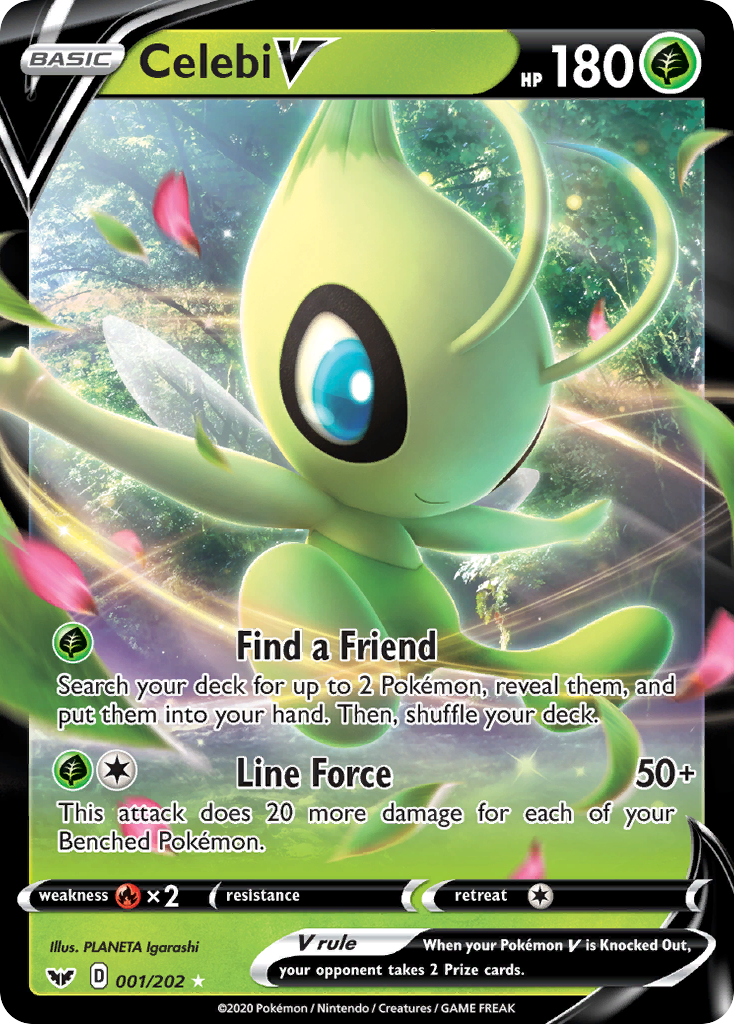 BASIC Celebi V HP 180
Find a Friend
Search your deck for up to 2 Pokémon, reveal them, and
put them into your hand. Then, shuffle your deck.
Line Force 50+
This attack does 20 more damage for each of your
Benched Pokémon.
weakness ×2 resistance retreat
Illus. PLANETA Igarashi
V rule When your Pokémon V is Knocked Out,
your opponent takes 2 Prize cards.
D 001/202
©2020 Pokémon / Nintendo / Creatures / GAME FREAK